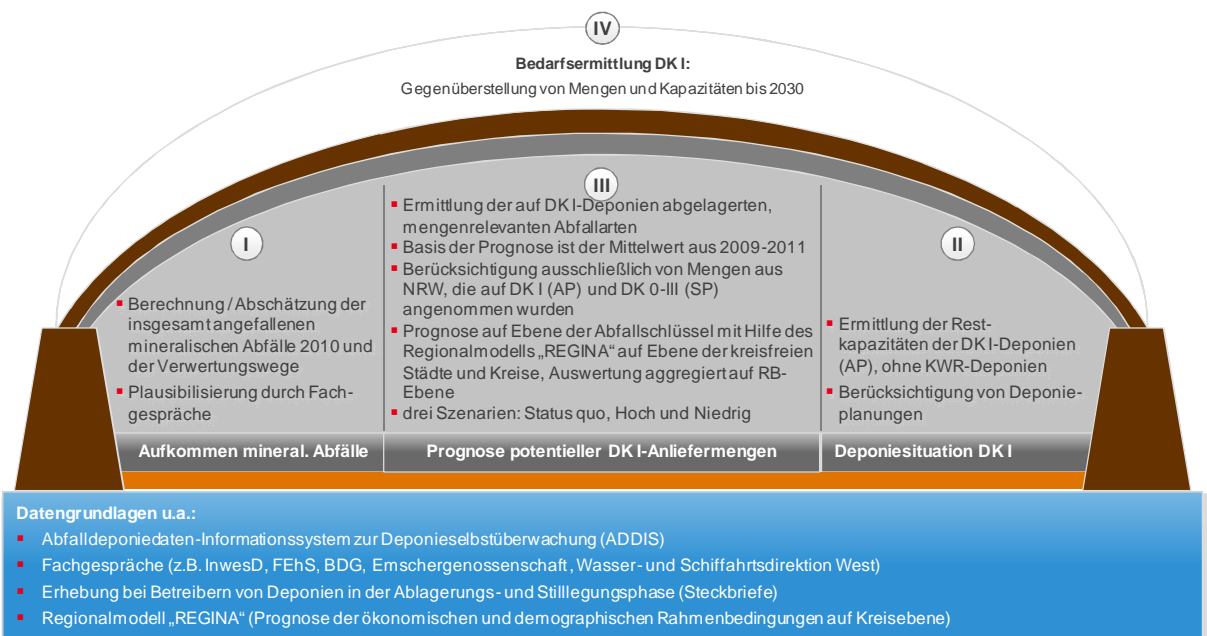 IV
Bedarfsermittlung DK I:
Gegenüberstellung von Mengen und Kapazitäten bis 2030
I
▪ Berechnung / Abschätzung der
insgesamt angefallenen
mineralischen Abfälle 2010 und
der Verwertungswege
▪ Plausibilisierung durch Fach-
gespräche
Aufkommen mineral. Abfälle
III
▪ Ermittlung der auf DK I-Deponien abgelagerten,
mengenrelevanten Abfallarten
▪ Basis der Prognose ist der Mittelwert aus 2009-2011
▪ Berücksichtigung ausschließlich von Mengen aus
NRW, die auf DK I (AP) und DK 0-III (SP)
angenommen wurden
▪ Prognose auf Ebene der Abfallschlüssel mit Hilfe des
Regionalmodells „REGINA" auf Ebene der kreisfreien
Städte und Kreise, Auswertung aggregiert auf RB-
Ebene
▪ drei Szenarien: Status quo, Hoch und Niedrig
Prognose potentieller DK I-Anliefermengen
II
▪ Ermittlung der Rest-
kapazitäten der DK I-Deponien
(AP), ohne KWR-Deponien
▪ Berücksichtigung von Deponie-
planungen
Deponiesituation DK I
Datengrundlagen u.a.:
▪ Abfalldeponiedaten-Informationssystem zur Deponieselbstüberwachung (ADDIS)
▪ Fachgespräche (z.B. InwesD, FEhS, BDG, Emschergenossenschaft, Wasser- und Schiffahrtsdirektion West)
▪ Erhebung bei Betreibern von Deponien in der Ablagerungs- und Stilllegungsphase (Steckbriefe)
▪ Regionalmodell „REGINA" (Prognose der ökonomischen und demographischen Rahmenbedingungen auf Kreisebene)